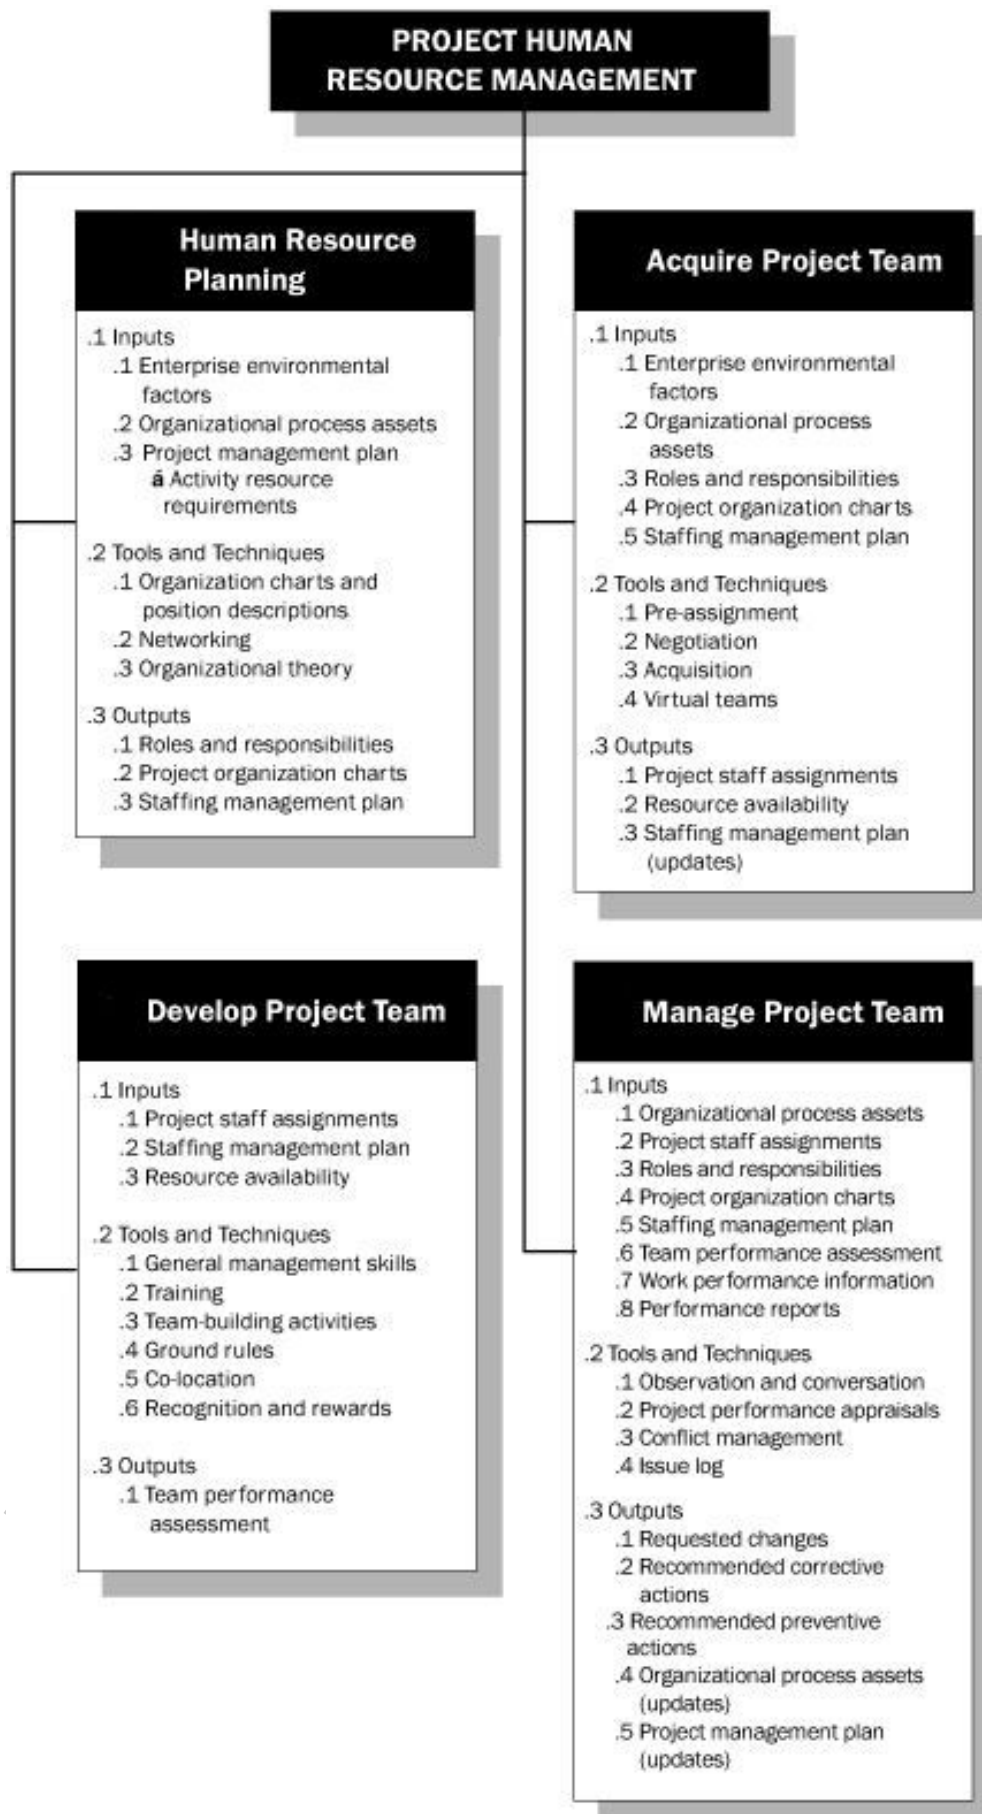 PROJECT HUMAN
RESOURCE MANAGEMENT
Human Resource
Planning
.1 Inputs
.1 Enterprise environmental
factors
.2 Organizational process assets
.3 Project management plan
á Activity resource
requirements
.2 Tools and Techniques
.1 Organization charts and
position descriptions
.2 Networking
.3 Organizational theory
.3 Outputs
.1 Roles and responsibilities
.2 Project organization charts
.3 Staffing management plan
Acquire Project Team
.1 Inputs
.1 Enterprise environmental
factors
.2 Organizational process
assets
.3 Roles and responsibilities
.4 Project organization charts
.5 Staffing management plan
.2 Tools and Techniques
.1 Pre-assignment
.2 Negotiation
.3 Acquisition
.4 Virtual teams
.3 Outputs
.1 Project staff assignments
.2 Resource availability
.3 Staffing management plan
(updates)
Develop Project Team
.1 Inputs
.1 Project staff assignments
.2 Staffing management plan
.3 Resource availability
.2 Tools and Techniques
.1 General management skills
.2 Training
.3 Team-building activities
.4 Ground rules
.5 Co-location
.6 Recognition and rewards
.3 Outputs
.1 Team performance
assessment
Manage Project Team
.1 Inputs
.1 Organizational process assets
.2 Project staff assignments
.3 Roles and responsibilities
.4 Project organization charts
.5 Staffing management plan
.6 Team performance assessment
.7 Work performance information
.8 Performance reports
.2 Tools and Techniques
.1 Observation and conversation
.2 Project performance appraisals
.3 Conflict management
.4 Issue log
.3 Outputs
.1 Requested changes
.2 Recommended corrective
actions
.3 Recommended preventive
actions
.4 Organizational process assets
(updates)
.5 Project management plan
(updates)